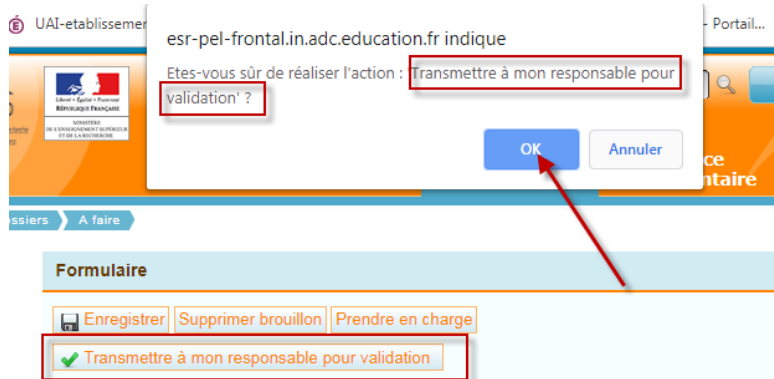 UAI-etablissemen
- Portail...
esr-pel-frontal.in.adc.education.fr indique
Etes-vous sûr de réaliser l'action : 'Transmettre à mon responsable pour
validation' ?
OK
Annuler
Liberté • Égalité • Fraternité
RÉPUBLIQUE FRANÇAISE
MINISTÈRE
DE L'ENSEIGNEMENT SUPÉRIEUR
ET DE LA RECHERCHE
ce
ntaire
ossiers
A faire
Formulaire
Enregistrer
Supprimer brouillon
Prendre en charge
Transmettre à mon responsable pour validation